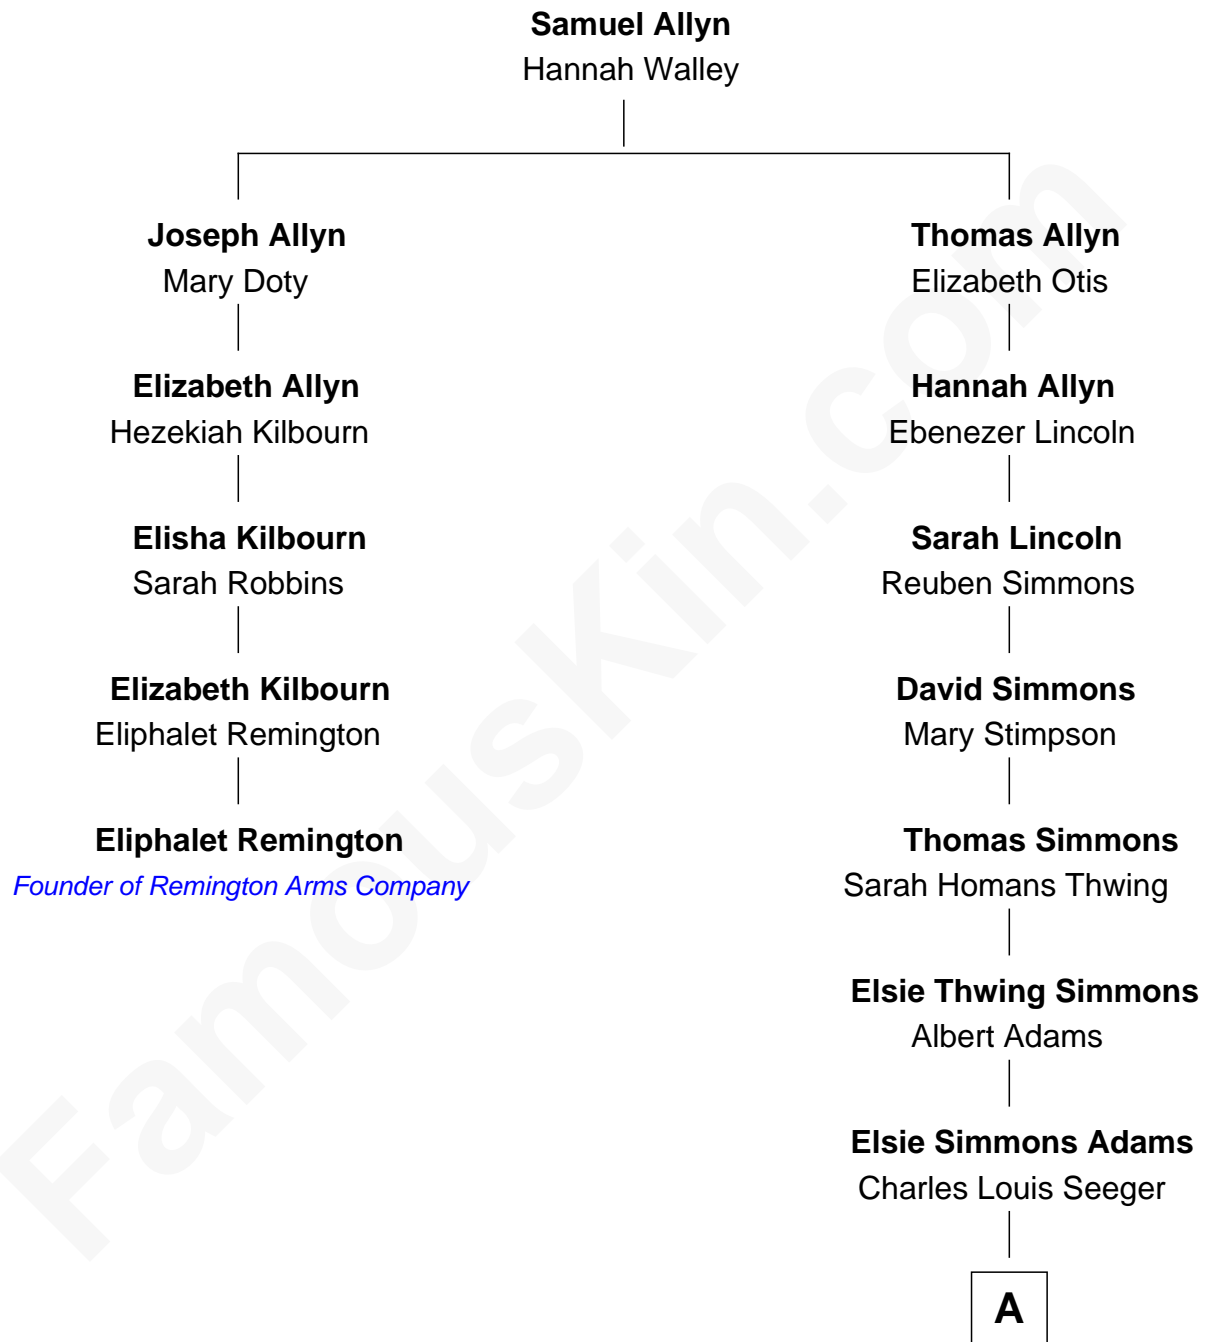 Samuel Allyn
Hannah Walley
Joseph Allyn
Mary Doty
Elizabeth Allyn
Hezekiah Kilbourn
Elisha Kilbourn
Sarah Robbins
Elizabeth Kilbourn
Eliphalet Remington
Eliphalet Remington
Founder of Remington Arms Company
Thomas Allyn
Elizabeth Otis
Hannah Allyn
Ebenezer Lincoln
Sarah Lincoln
Reuben Simmons
David Simmons
Mary Stimpson
Thomas Simmons
Sarah Homans Thwing
Elsie Thwing Simmons
Albert Adams
Elsie Simmons Adams
Charles Louis Seeger
A
FamousKin.com